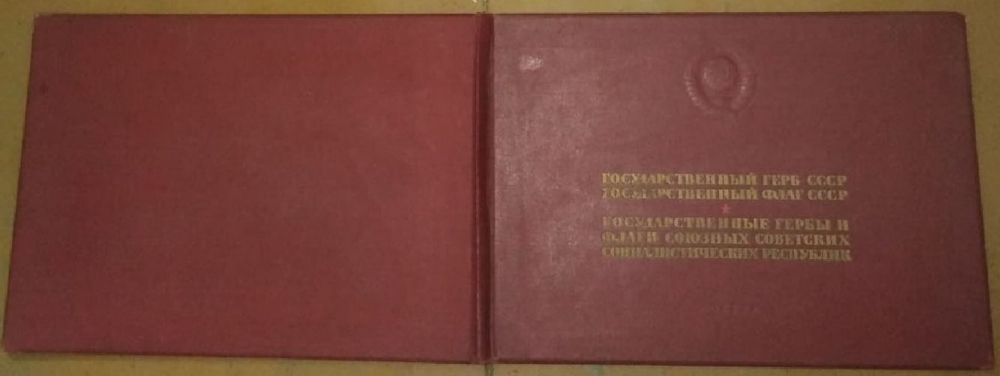 ГОСУДАРСТВЕННЫЙ ГЕРБ СССР
ГОСУДАРСТВЕННЫЙ ФЛАГ СССР
ГОСУДАРСТВЕННЫЕ ГЕРБЫ И
ФЛАГИ СОЮЗНЫХ СОВЕТСКИХ
СОЦИАЛИСТИЧЕСКИХ РЕСПУБЛИК